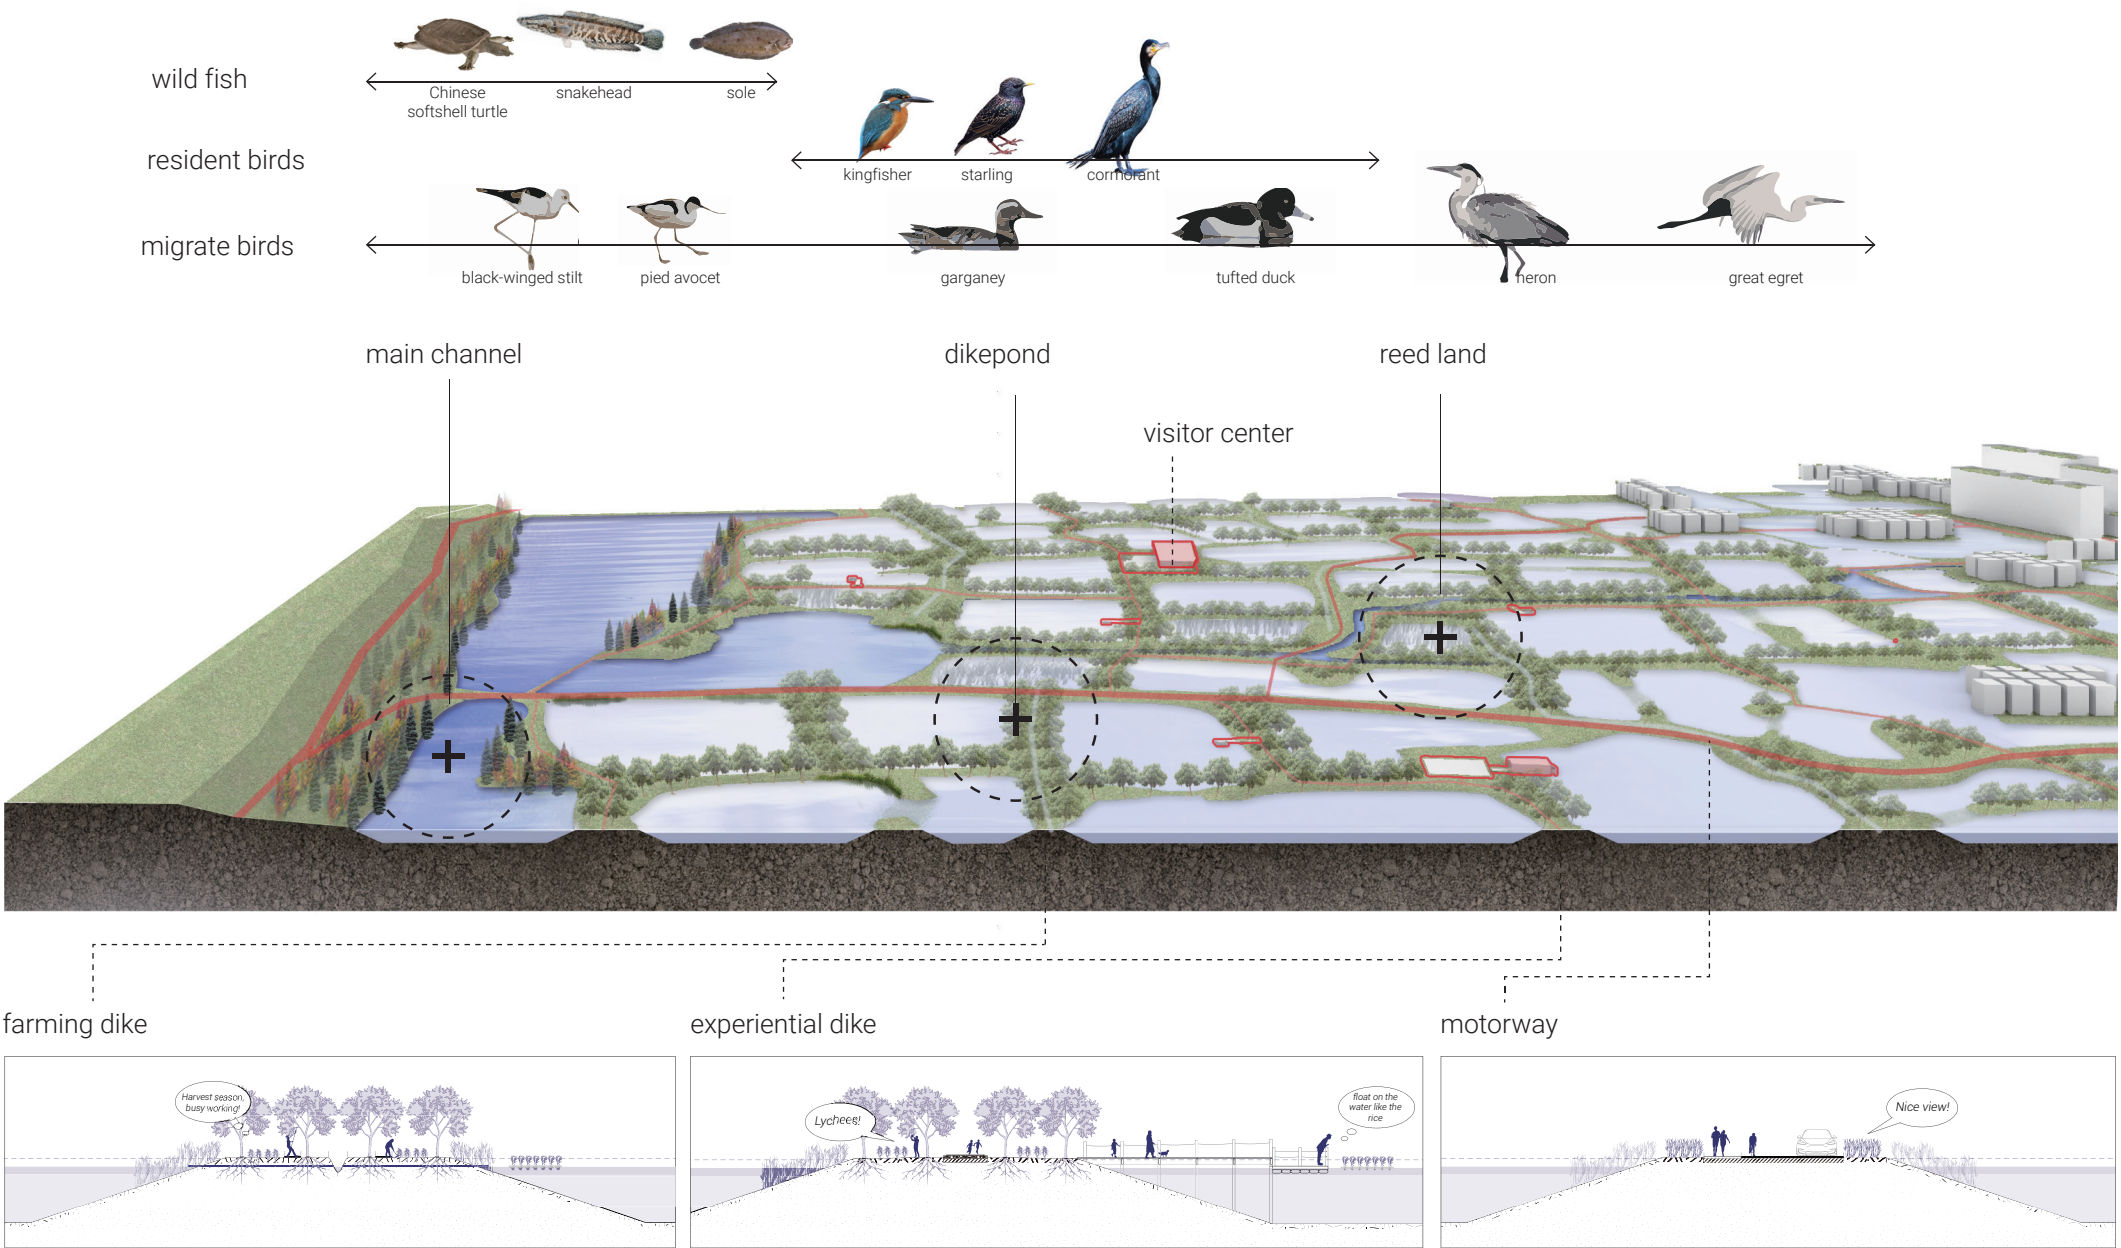 wild fish
Chinese
softshell turtle
snakehead
sole
resident birds
kingfisher
starling
cormorant
migrate birds
black-winged stilt
pied avocet
garganey
tufted duck
heron
great egret
main channel
dikepond
reed land
visitor center
farming dike
experiential dike
motorway
Harvest season,
busy working!
Lychees!
float on the
water like the
rice
Nice view!